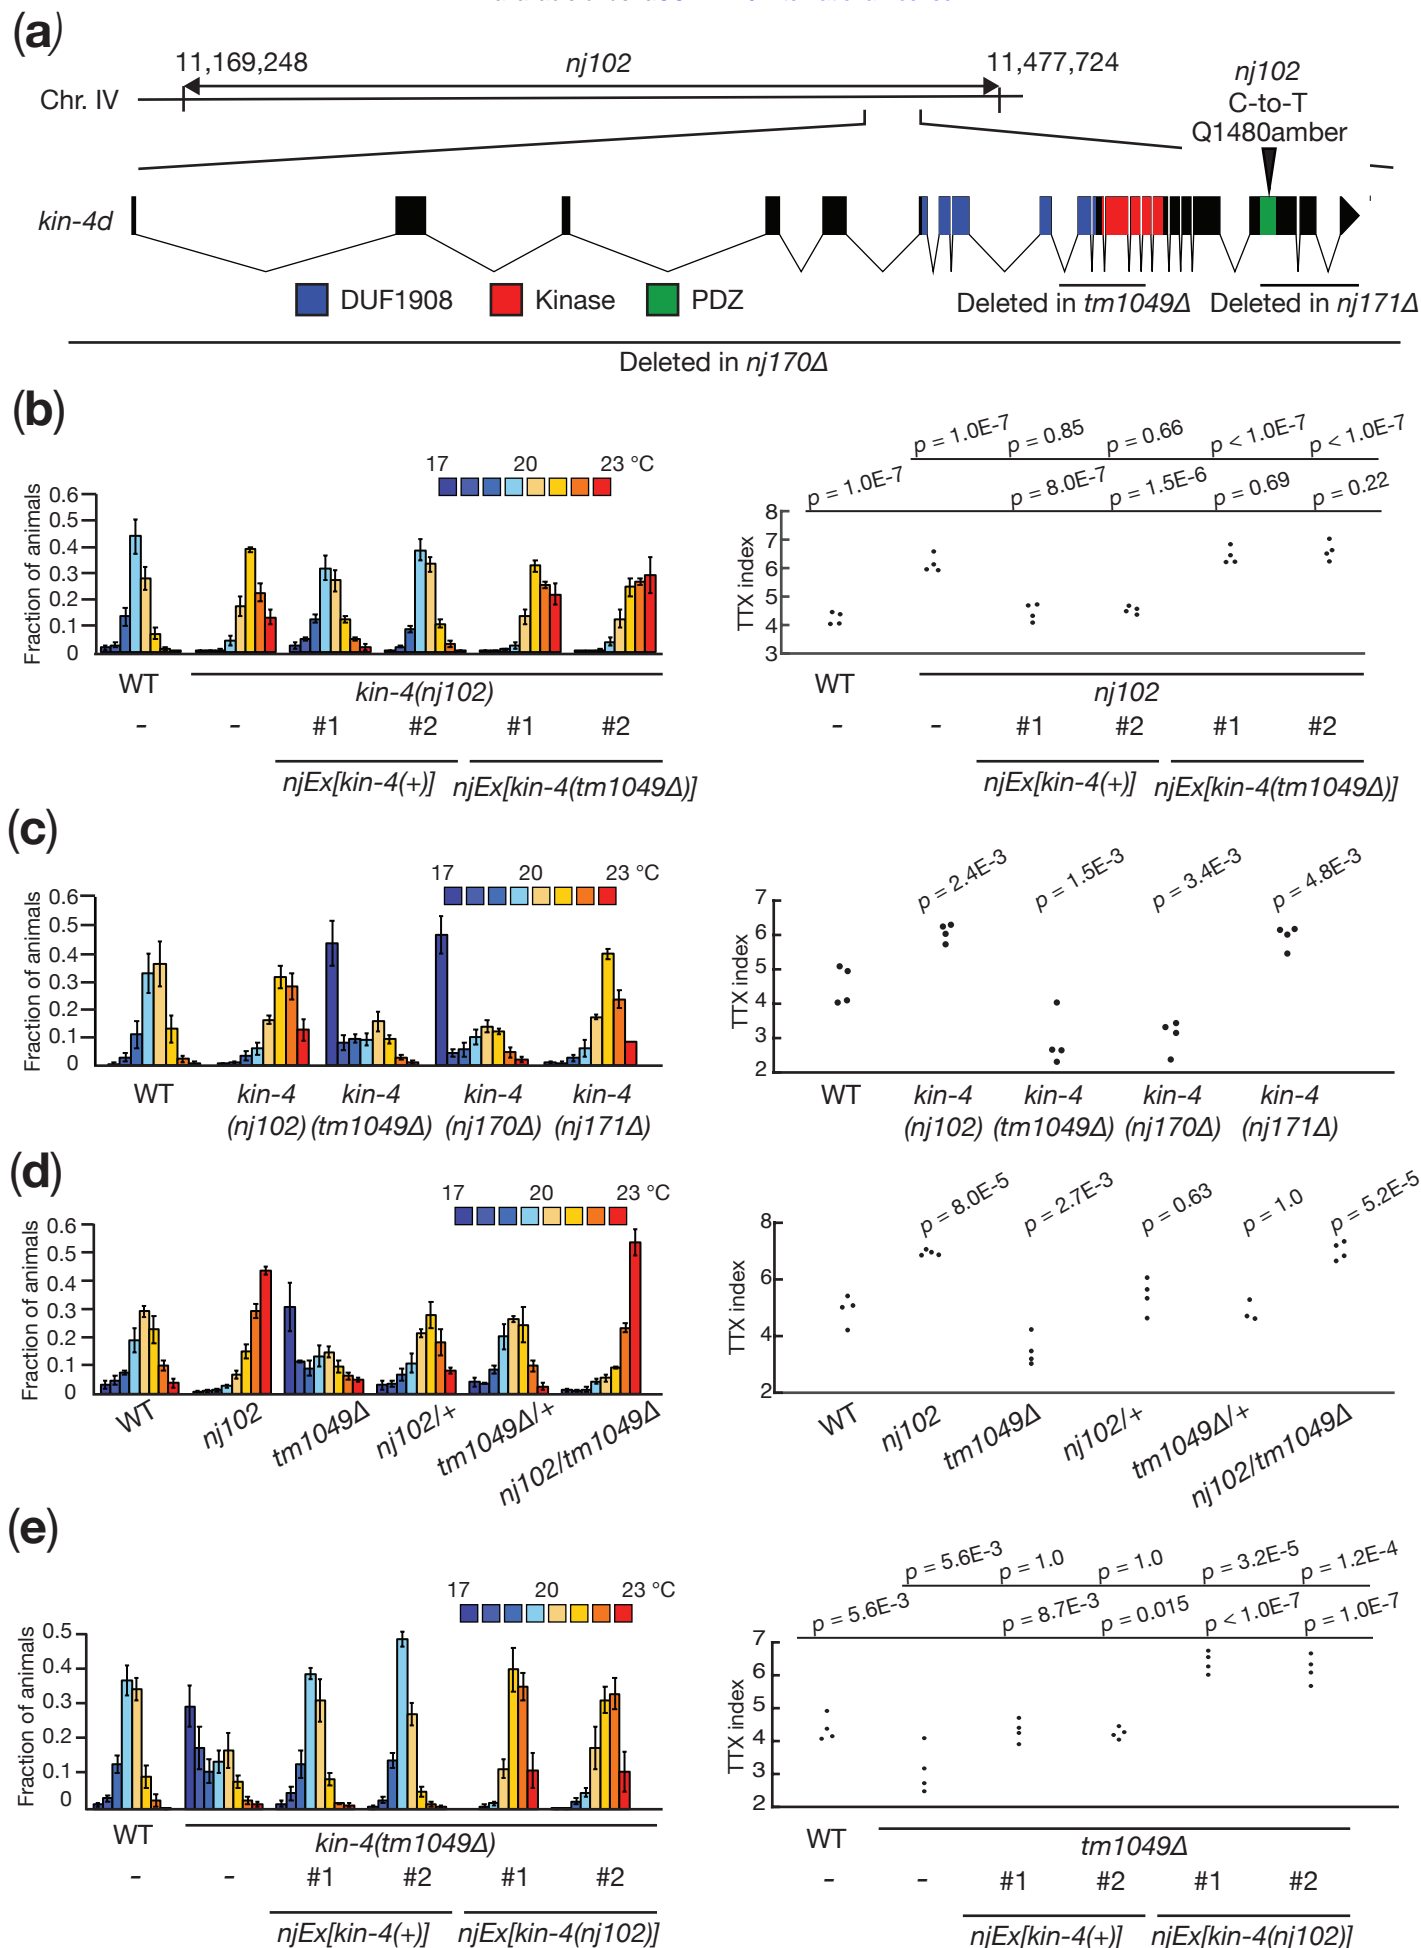 (a)
11,169,248 nj102 11,477,724
Chr. IV
nj102
C-to-T
Q1480amber
kin-4d
DUF1908 Kinase PDZ
Deleted in tm1049Δ Deleted in nj171Δ
Deleted in nj170Δ
(b)
17 20 23 °C
Fraction of animals
0.6
0.5
0.4
0.3
0.2
0.1
0
WT
kin-4(nj102)
- - #1 #2 #1 #2
njEx[kin-4(+)] njEx[kin-4(tm1049Δ)]
p = 1.0E-7 p = 0.85 p = 0.66 p < 1.0E-7 p < 1.0E-7
p = 1.0E-7 p = 8.0E-7 p = 1.5E-6 p = 0.69 p = 0.22
TTX index
8
7
6
5
4
3
WT
nj102
- - #1 #2 #1 #2
njEx[kin-4(+)] njEx[kin-4(tm1049Δ)]
(c)
17 20 23 °C
Fraction of animals
0.6
0.5
0.4
0.3
0.2
0.1
0
WT kin-4 kin-4 kin-4 kin-4
(nj102) (tm1049Δ) (nj170Δ) (nj171Δ)
p = 2.4E-3 p = 1.5E-3 p = 3.4E-3 p = 4.8E-3
TTX index
7
6
5
4
3
2
WT kin-4 kin-4 kin-4 kin-4
(nj102) (tm1049Δ) (nj170Δ) (nj171Δ)
(d)
17 20 23 °C
Fraction of animals
0.6
0.5
0.4
0.3
0.2
0.1
0
WT nj102 tm1049Δ nj102/+ tm1049Δ/+ nj102/tm1049Δ
p = 8.0E-5 p = 2.7E-3 p = 0.63 p = 1.0 p = 5.2E-5
TTX index
8
6
4
2
WT nj102 tm1049Δ nj102/+ tm1049Δ/+ nj102/tm1049Δ
(e)
17 20 23 °C
Fraction of animals
0.5
0.4
0.3
0.2
0.1
0
WT
kin-4(tm1049Δ)
- - #1 #2 #1 #2
njEx[kin-4(+)] njEx[kin-4(nj102)]
p = 5.6E-3 p = 1.0 p = 1.0 p = 3.2E-5 p = 1.2E-4
p = 5.6E-3 p = 8.7E-3 p = 0.015 p < 1.0E-7 p = 1.0E-7
TTX index
7
6
5
4
3
2
WT
tm1049Δ
- - #1 #2 #1 #2
njEx[kin-4(+)] njEx[kin-4(nj102)]